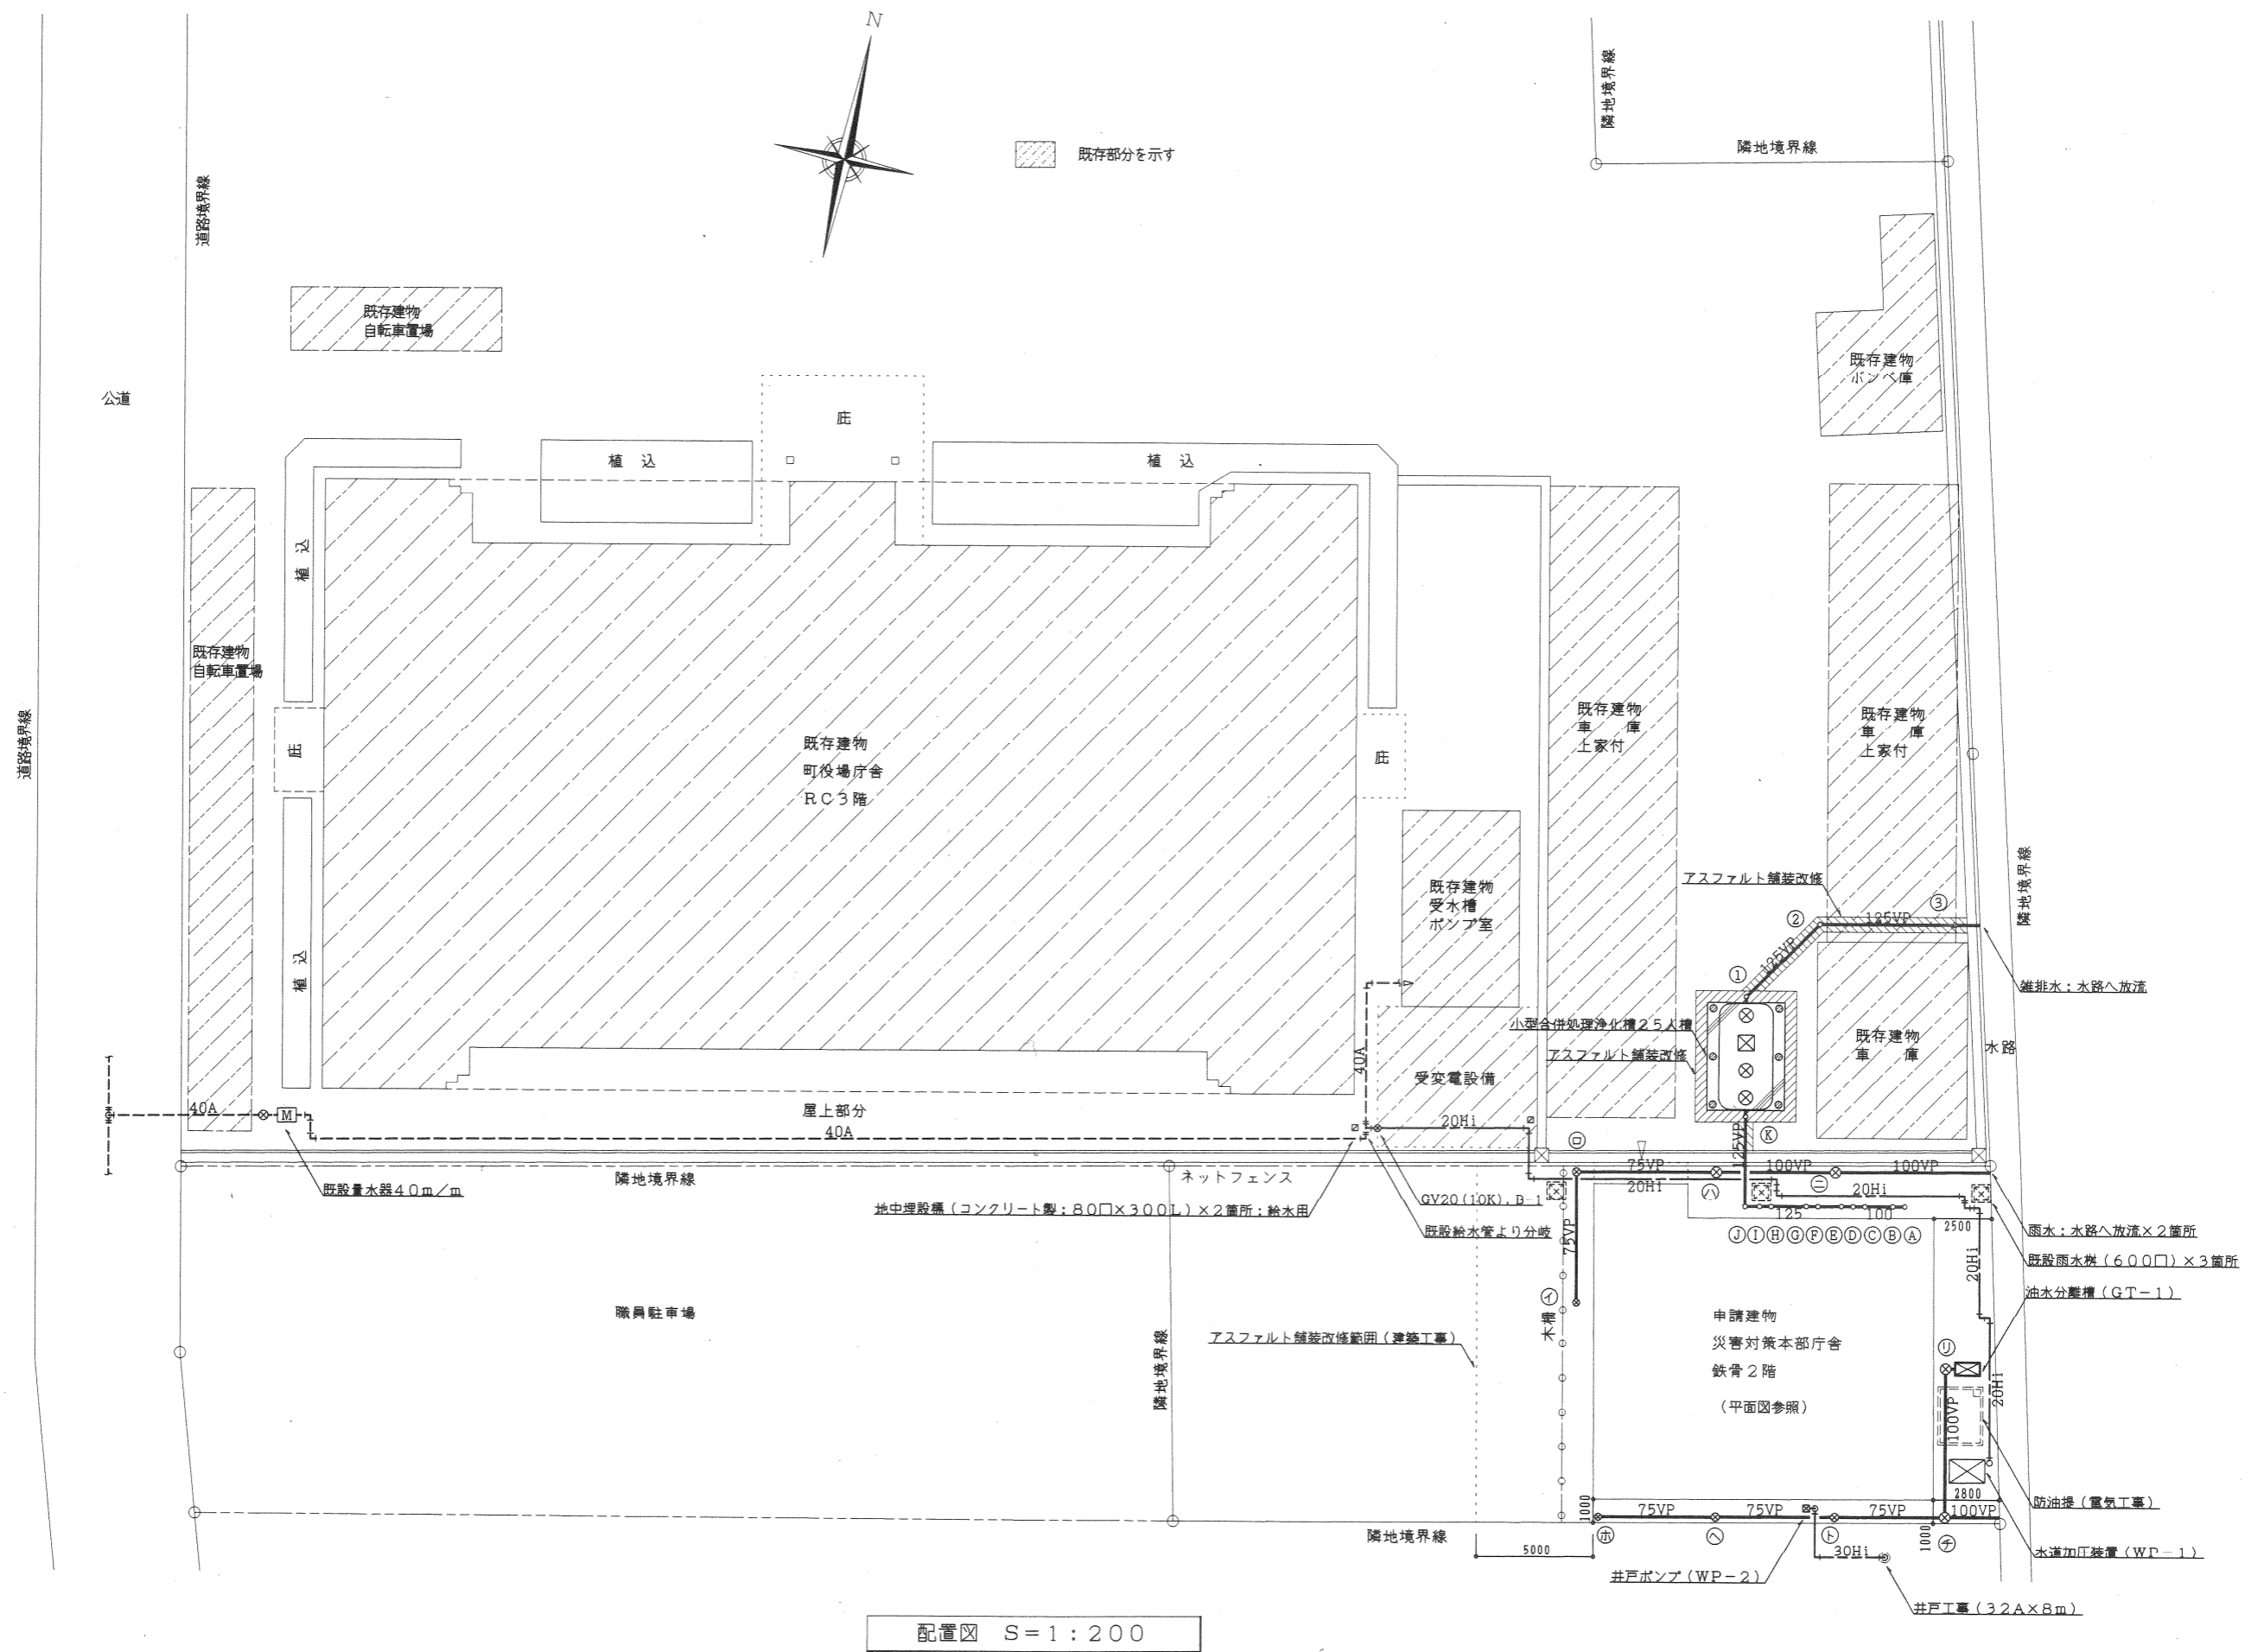 N
既存部分を示す
隣地境界線
隣地境界線
道路境界線
既存建物
自転車置場
既存建物
ボンベ庫
公道
庇
植　込
植　込
植　込
既存建物
自転車置場
道路境界線
庇
既存建物
町役場庁舎
ＲＣ３階
庇
既存建物
車　庫
上家付
既存建物
車　庫
上家付
既存建物
受水槽
ポンプ室
アスファルト舗装改修
②
125VP
③
隣地境界線
125VP
①
雑排水：水路へ放流
植　込
小型合併処理浄化槽２５人槽
アスファルト舗装改修
既存建物
車　庫
水路
40A
受変電設備
40A
M
屋上部分
40A
20Hi
ロ
125VP
K
既設量水器４０ｍ／ｍ
隣地境界線
ネットフェンス
75VP
100VP
100VP
20Hi
ハ
ニ
20Hi
地中埋設標（コンクリート製：８０□×３００Ｌ）×２箇所：給水用
GV20(10K), B-1
既設給水管より分岐
75VP
125
100
J I H G F E D C B A
2500
雨水：水路へ放流×２箇所
既設雨水桝（６００□）×３箇所
20Hi
油水分離槽（ＧＴ－１）
職員駐車場
隣地境界線
アスファルト舗装改修範囲（建築工事）
イ
木柵
申請建物
災害対策本部庁舎
鉄骨２階
（平面図参照）
リ
20Hi
100VP
2800
防油堤（電気工事）
1000
75VP
75VP
75VP
100VP
隣地境界線
ホ
ヘ
ト
チ
1000
5000
30Hi
水道加圧装置（ＷＰ－１）
井戸ポンプ（ＷＰ－２）
井戸工事（３２Ａ×８ｍ）
配置図　Ｓ＝１：２００